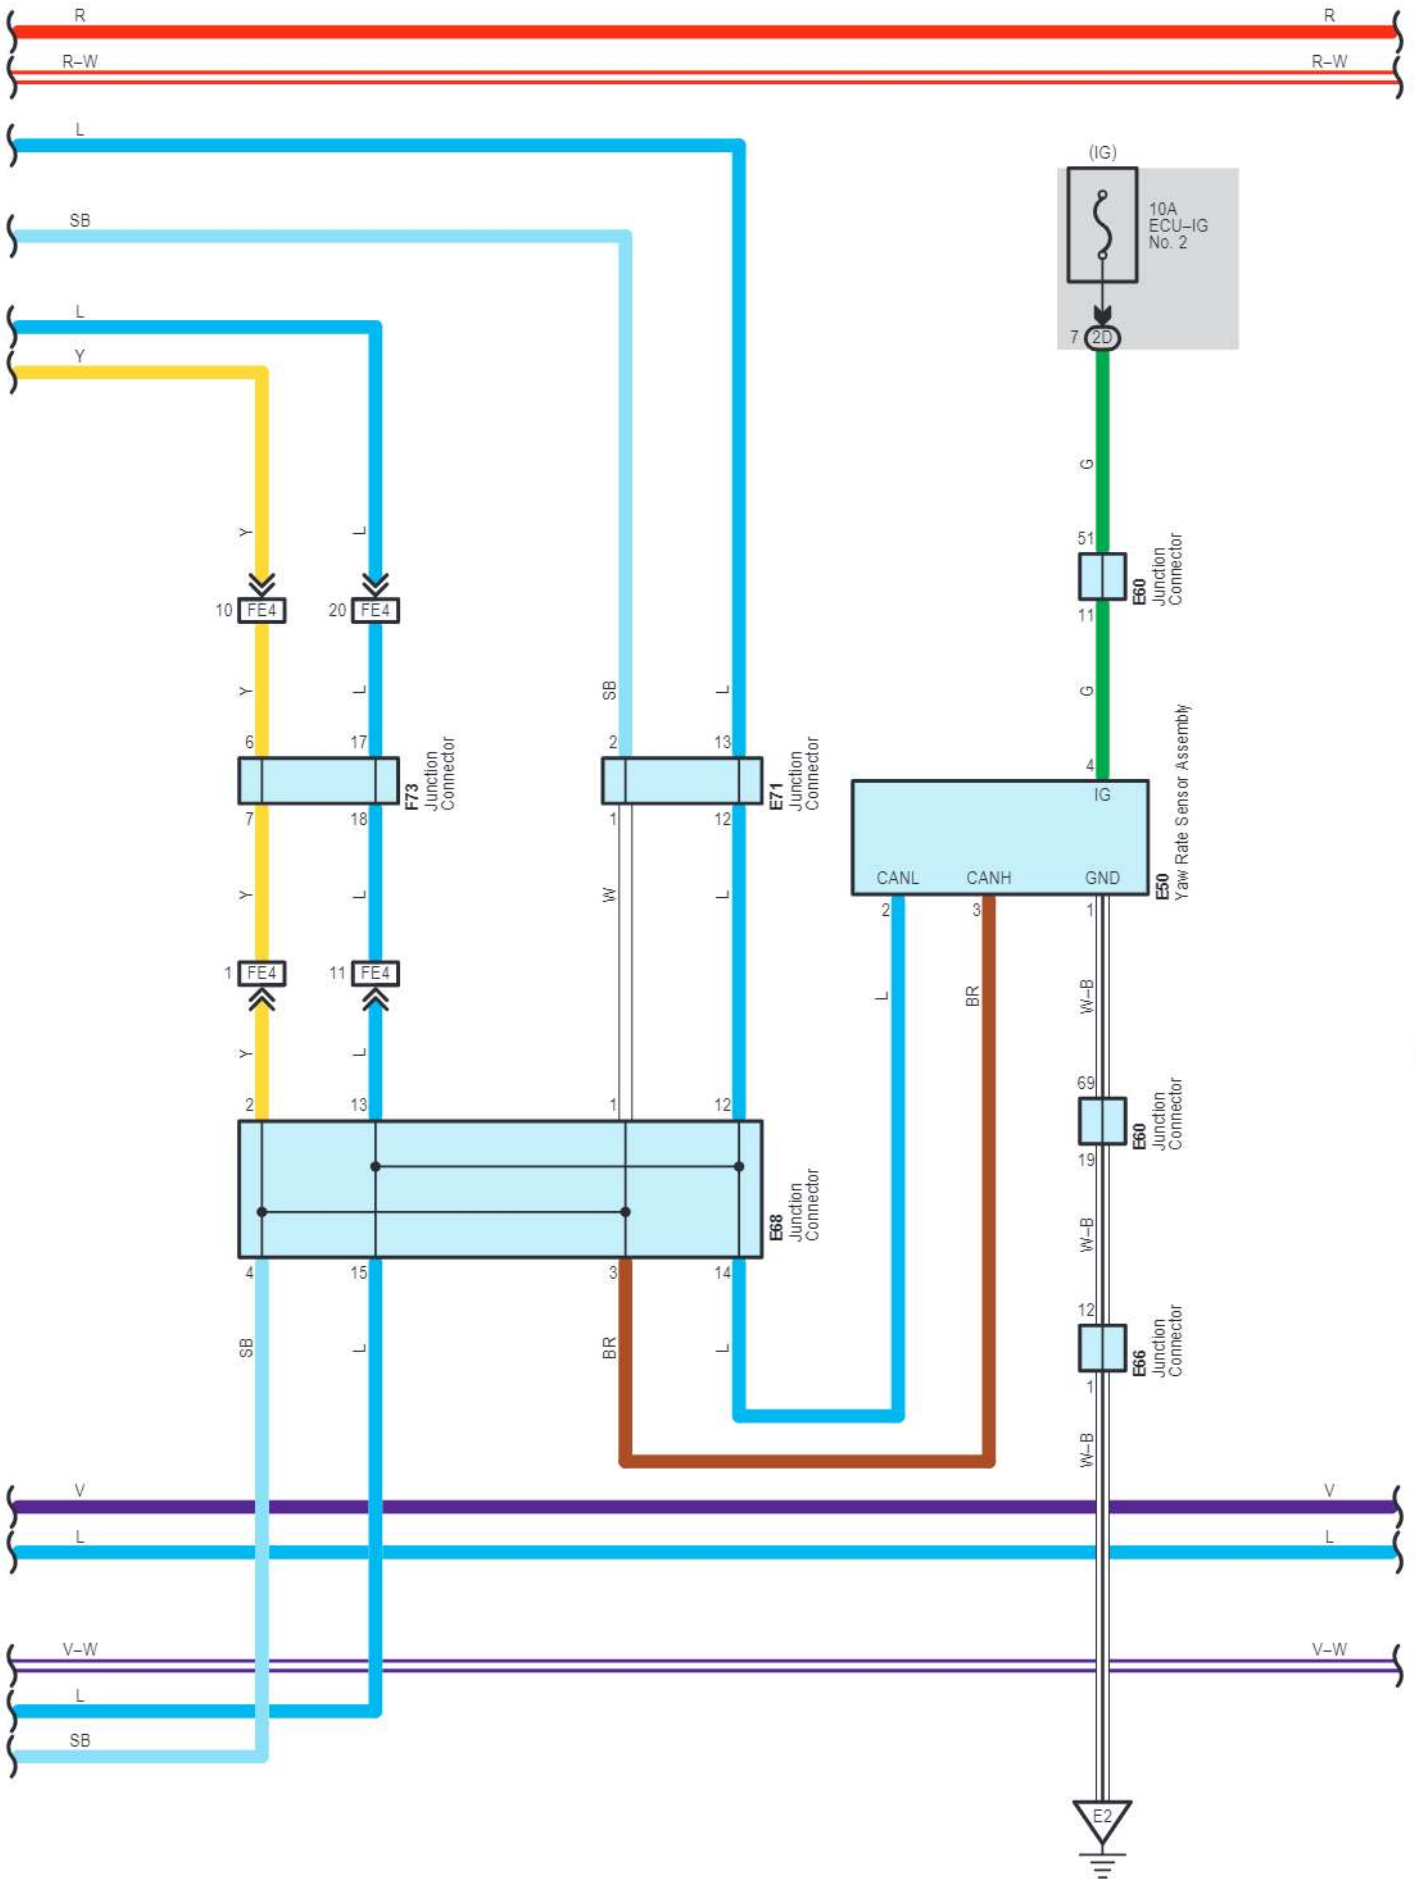 R R
R–W R–W
L
(IG)
10A
ECU–IG
No. 2
SB
L
7 2D
Y
G
Y L
51
E60
Junction
Connector
10 FE4 20 FE4
11
Y L SB L G
6 17 2 13
F73
Junction
Connector
E71
Junction
Connector
4
IG
7 18 1 12
CANL CANH GND
E50
Yaw Rate Sensor Assembly
Y L W L
2 3 1
1 FE4 11 FE4
L BR W–B
Y L
69
E60
Junction
Connector
2 13 1 12
19
E68
Junction
Connector
W–B
4 15 3 14
12
E66
Junction
Connector
SB L BR L
1
W–B
V V
L L
V–W V–W
L
SB
E2